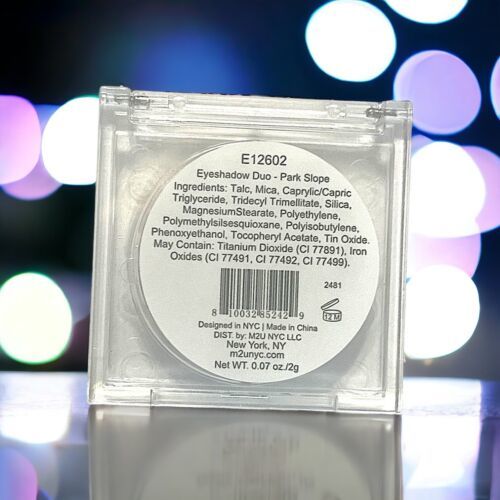 E12602
Eyeshadow Duo - Park Slope
Ingredients: Talc, Mica, Caprylic/Capric
Triglyceride, Tridecyl Trimellitate, Silica,
MagnesiumStearate, Polyethylene,
Polymethylsilsesquioxane, Polyisobutylene,
Phenoxyethanol, Tocopheryl Acetate, Tin Oxide.
May Contain: Titanium Dioxide (CI 77891), Iron
Oxides (CI 77491, CI 77492, CI 77499).
2481
8 10032 85242 9
12 M
Designed in NYC | Made in China
DIST. by: M2U NYC LLC
New York, NY
m2unyc.com
Net WT. 0.07 oz./2g